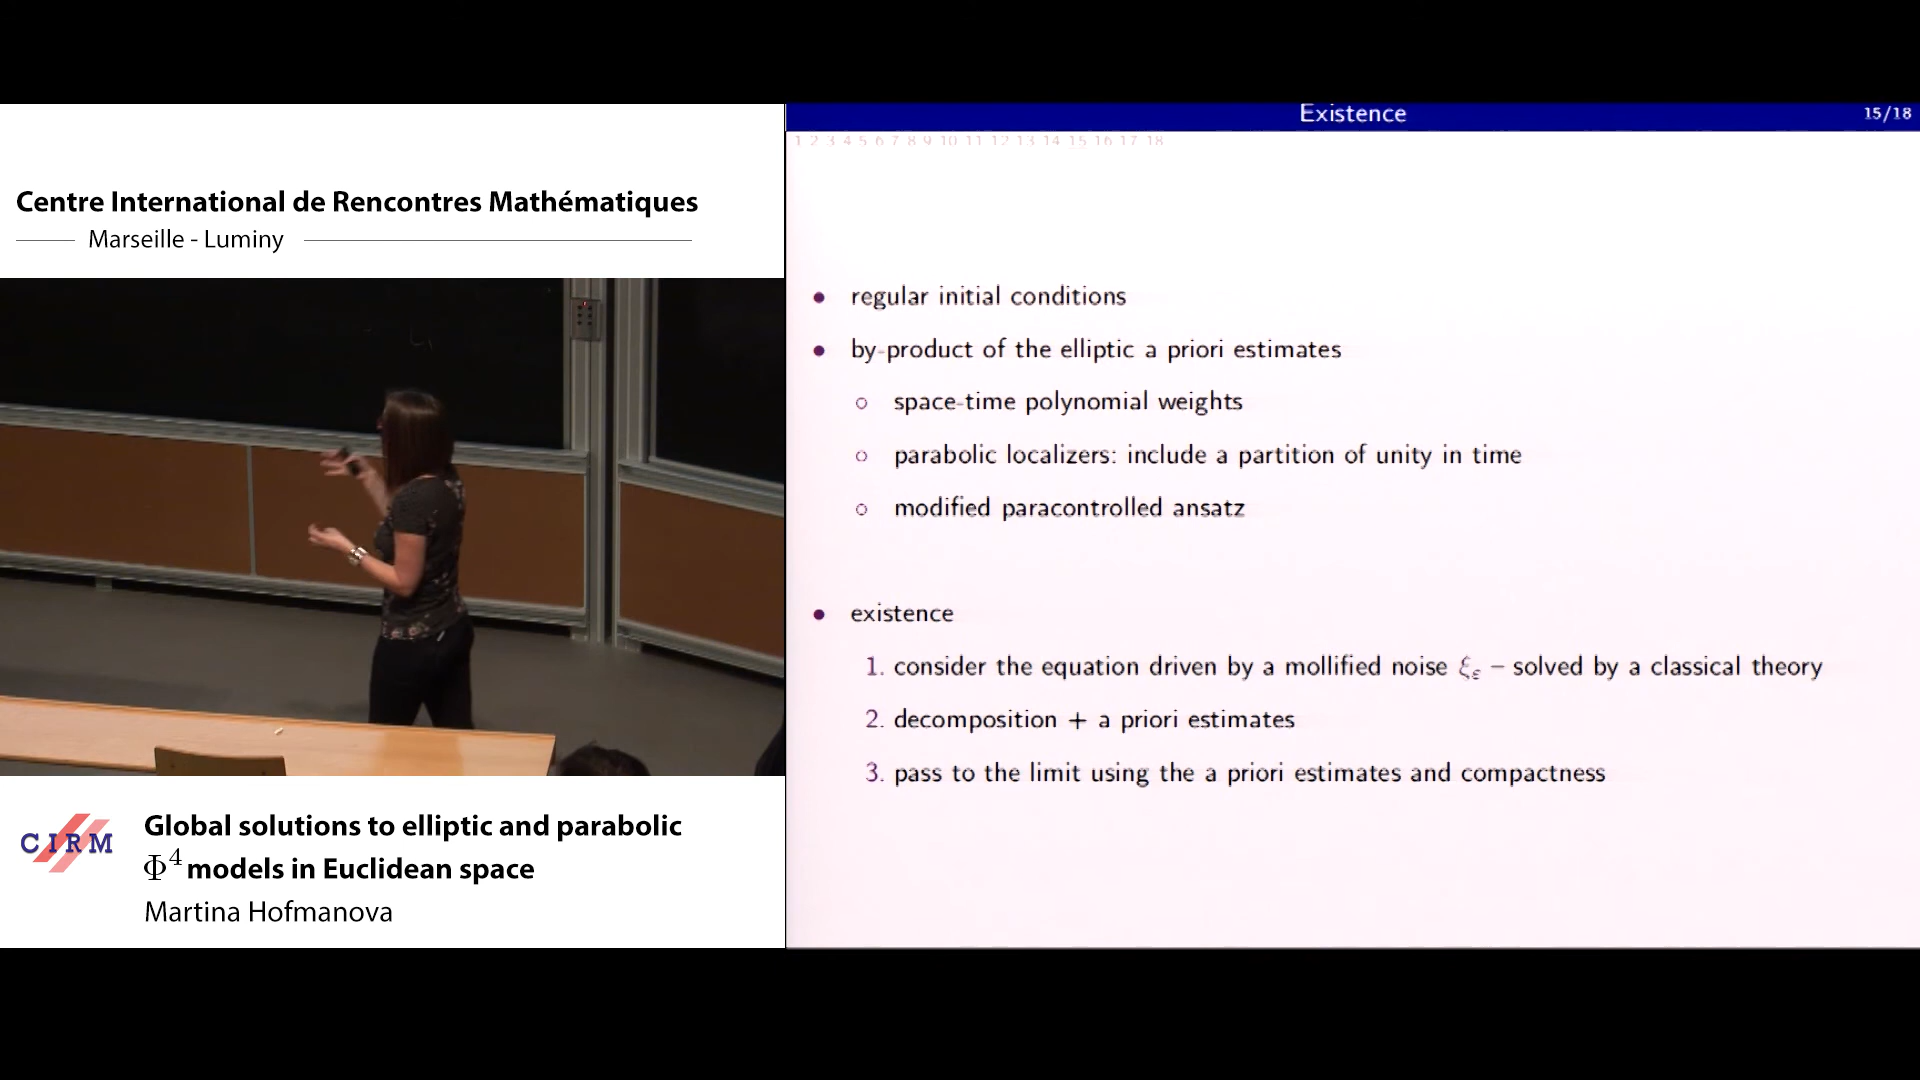 Centre International de Rencontres Mathématiques
Marseille - Luminy
Existence
15/18
1 2 3 4 5 6 7 8 9 10 11 12 13 14 15 16 17 18
• regular initial conditions
• by-product of the elliptic a priori estimates
○ space-time polynomial weights
○ parabolic localizers: include a partition of unity in time
○ modified paracontrolled ansatz
• existence
1. consider the equation driven by a mollified noise ξ_ε – solved by a classical theory
2. decomposition + a priori estimates
3. pass to the limit using the a priori estimates and compactness
CIRM
Global solutions to elliptic and parabolic
Φ⁴ models in Euclidean space
Martina Hofmanova